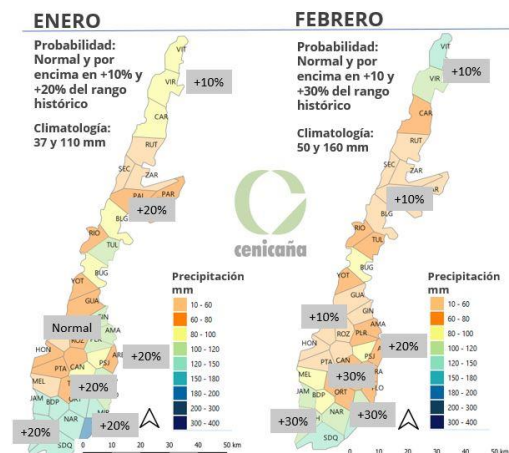 ENERO
Probabilidad:
Normal y por
encima en +10% y
+20% del rango
histórico
Climatología:
37 y 110 mm
VIT
VIR
+10%
CAR
RUT
SEC
ZAR
PAL
PAR
+20%
BLG
RIO
TUL
BUG
YOT
GUA
GIN
Normal
AMA
ROZ
HON
ARI
+20%
PTA
CAN
PSJ
MEL
+20%
JAM
BDP
ORT
NAR
+20%
+20%
SDQ
Precipitación
mm
10 - 60
60 - 80
80 - 100
100 - 120
120 - 150
150 - 180
180 - 200
200 - 300
300 - 400
0 10 20 30 40 50 km
cenicaña
FEBRERO
Probabilidad:
Normal y por
encima en +10 y
+30% del rango
histórico
Climatología:
50 y 160 mm
VIT
VIR
+10%
CAR
RUT
SEC
ZAR
+10%
BLG
RIO
TUL
BUG
YOT
GUA
GIN
+10%
AMA
ROZ
PLR
HON
+20%
PTA
CAN
PSJ
MEL
+30%
JAM
BDP
ORT
+30%
NAR
+30%
SDQ
Precipitación
mm
10 - 60
60 - 80
80 - 100
100 - 120
120 - 150
150 - 180
180 - 200
200 - 300
300 - 400
0 10 20 30 40 50 km